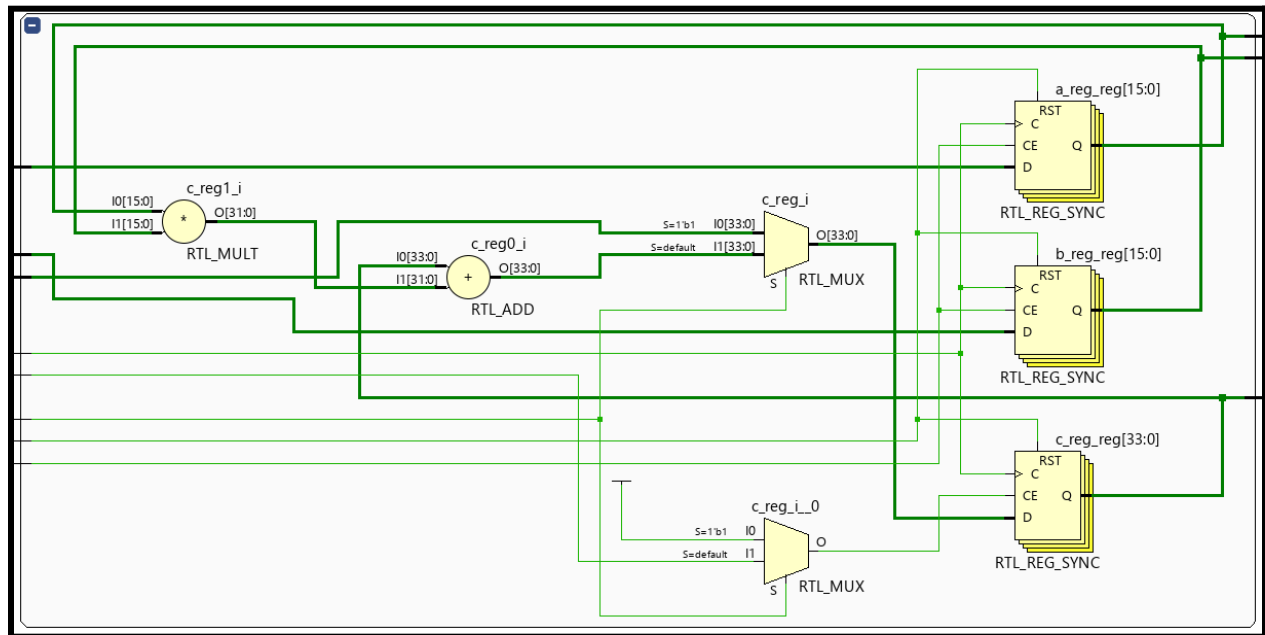 a_reg_reg[15:0]
RST
C
CE
Q
D
RTL_REG_SYNC
c_reg1_i
I0[15:0]
I1[15:0]
*
O[31:0]
RTL_MULT
c_reg0_i
I0[33:0]
I1[31:0]
+
O[33:0]
RTL_ADD
c_reg_i
S=1'b1
I0[33:0]
S=default
I1[33:0]
O[33:0]
S
RTL_MUX
b_reg_reg[15:0]
RST
C
CE
Q
D
RTL_REG_SYNC
c_reg_reg[33:0]
RST
C
CE
Q
D
RTL_REG_SYNC
c_reg_i__0
S=1'b1
I0
S=default
I1
O
S
RTL_MUX